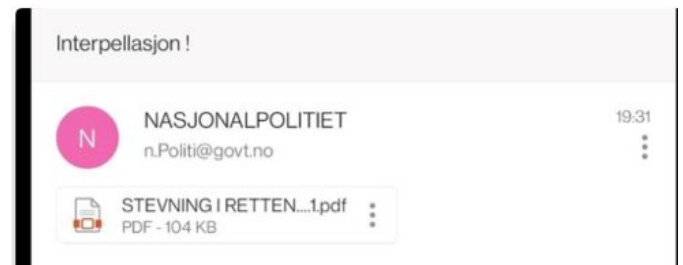 Interpellasjon !
NASJONALPOLITIET
19:31
N
n.Politi@govt.no
STEVNING I RETTEN....1.pdf
PDF - 104 KB